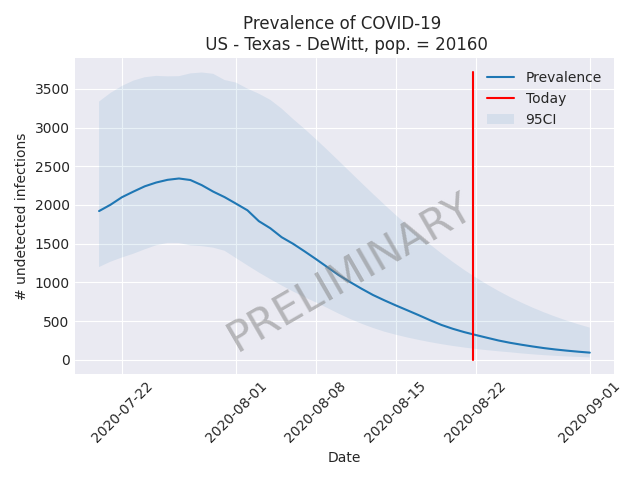 Prevalence of COVID-19
US - Texas - DeWitt, pop. = 20160
Prevalence
Today
95CI
3500
3000
2500
2000
1500
1000
500
0
# undetected infections
PRELIMINARY
2020-07-22
2020-08-01
2020-08-08
2020-08-15
2020-08-22
2020-09-01
Date